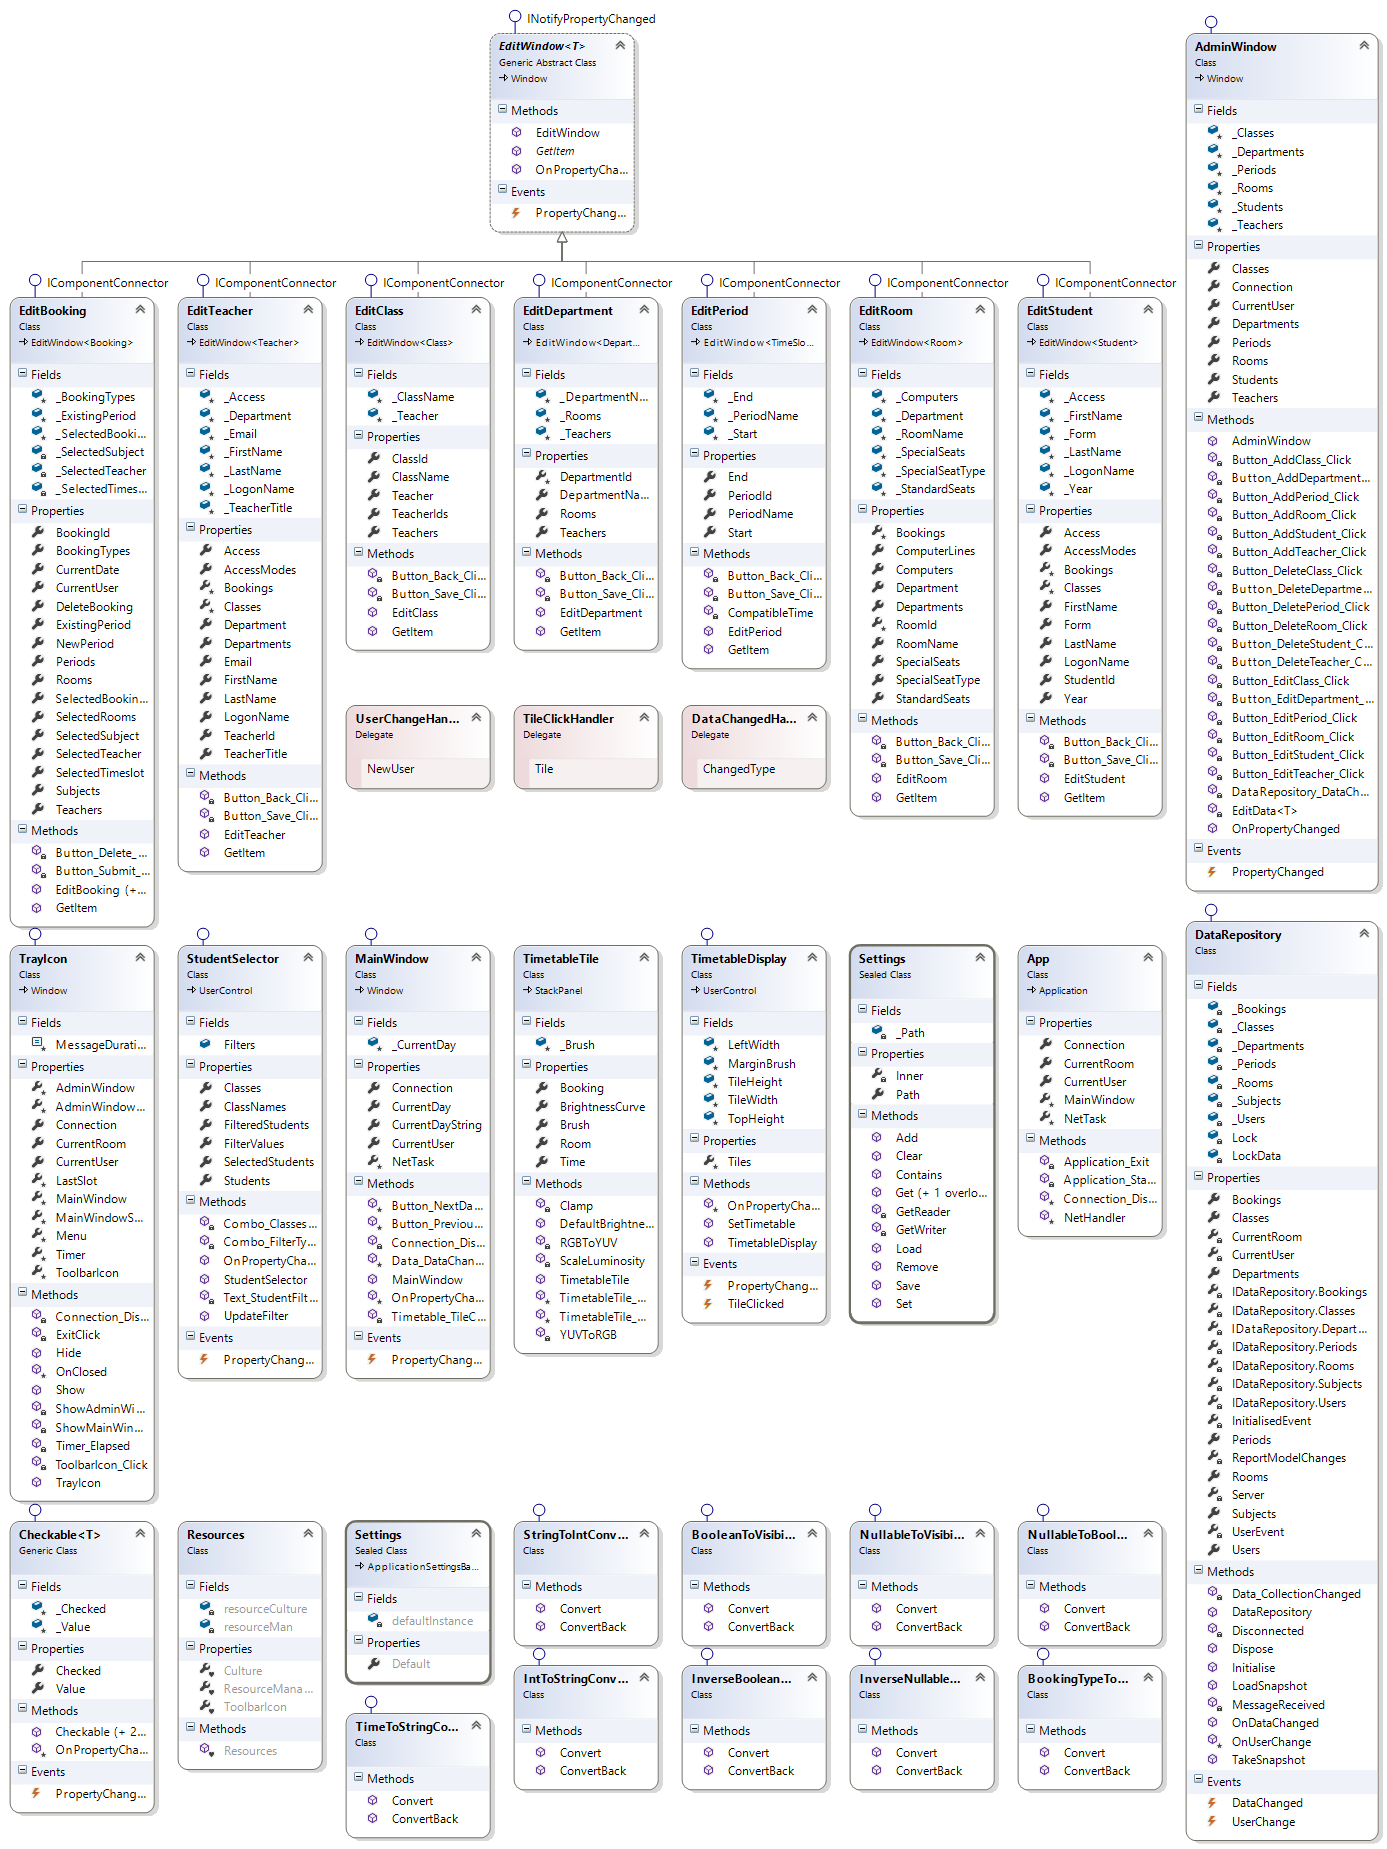 INotifyPropertyChanged
EditWindow<T>
Generic Abstract Class
Window
Methods
EditWindow
GetItem
OnPropertyCha...
Events
PropertyChang...
IComponentConnector
EditBooking
Class
EditWindow<Booking>
Fields
_BookingTypes
_ExistingPeriod
_SelectedBooki...
_SelectedSubject
_SelectedTeacher
_SelectedTimes...
Properties
BookingId
BookingTypes
CurrentDate
CurrentUser
DeleteBooking
ExistingPeriod
NewPeriod
Periods
Rooms
SelectedBookin...
SelectedRooms
SelectedSubject
SelectedTeacher
SelectedTimeslot
Subjects
Teachers
Methods
Button_Delete_...
Button_Submit_...
EditBooking (+...
GetItem
IComponentConnector
EditTeacher
Class
EditWindow<Teacher>
Fields
_Access
_Department
_Email
_FirstName
_LastName
_LogonName
_TeacherTitle
Properties
Access
AccessModes
Bookings
Classes
Department
Departments
Email
FirstName
LastName
LogonName
TeacherId
TeacherTitle
Methods
Button_Back_Cli...
Button_Save_Cli...
EditTeacher
GetItem
IComponentConnector
EditClass
Class
EditWindow<Class>
Fields
_ClassName
_Teacher
Properties
ClassId
ClassName
Teacher
TeacherIds
Teachers
Methods
Button_Back_Cli...
Button_Save_Cli...
EditClass
GetItem
IComponentConnector
EditDepartment
Class
EditWindow<Depart...
Fields
_DepartmentN...
_Rooms
_Teachers
Properties
DepartmentId
DepartmentNa...
Rooms
Teachers
Methods
Button_Back_Cli...
Button_Save_Cli...
EditDepartment
GetItem
IComponentConnector
EditPeriod
Class
EditWindow<TimeSlo...
Fields
_End
_PeriodName
_Start
Properties
End
PeriodId
PeriodName
Start
Methods
Button_Back_Cli...
Button_Save_Cli...
CompatibleTime
EditPeriod
GetItem
IComponentConnector
EditRoom
Class
EditWindow<Room>
Fields
_Computers
_Department
_RoomName
_SpecialSeats
_SpecialSeatType
_StandardSeats
Properties
Bookings
ComputerLines
Computers
Department
Departments
RoomId
RoomName
SpecialSeats
SpecialSeatType
StandardSeats
Methods
Button_Back_Cli...
Button_Save_Cli...
EditRoom
GetItem
IComponentConnector
EditStudent
Class
EditWindow<Student>
Fields
_Access
_FirstName
_Form
_LastName
_LogonName
_Year
Properties
Access
AccessModes
Bookings
Classes
FirstName
Form
LastName
LogonName
StudentId
Year
Methods
Button_Back_Cli...
Button_Save_Cli...
EditStudent
GetItem
UserChangeHan...
Delegate
NewUser
TileClickHandler
Delegate
Tile
DataChangedHa...
Delegate
ChangedType
AdminWindow
Class
Window
Fields
_Classes
_Departments
_Periods
_Rooms
_Students
_Teachers
Properties
Classes
Connection
CurrentUser
Departments
Periods
Rooms
Students
Teachers
Methods
AdminWindow
Button_AddClass_Click
Button_AddDepartment...
Button_AddPeriod_Click
Button_AddRoom_Click
Button_AddStudent_Click
Button_AddTeacher_Click
Button_DeleteClass_Click
Button_DeleteDepartme...
Button_DeletePeriod_Click
Button_DeleteRoom_Click
Button_DeleteStudent_C...
Button_DeleteTeacher_C...
Button_EditClass_Click
Button_EditDepartment_...
Button_EditPeriod_Click
Button_EditRoom_Click
Button_EditStudent_Click
Button_EditTeacher_Click
DataRepository_DataCh...
EditData<T>
OnPropertyChanged
Events
PropertyChanged
TrayIcon
Class
Window
Fields
MessageDurati...
Properties
AdminWindow
AdminWindow...
Connection
CurrentRoom
CurrentUser
LastSlot
MainWindow
MainWindowS...
Menu
Timer
ToolbarIcon
Methods
Connection_Dis...
ExitClick
Hide
OnClosed
Show
ShowAdminWi...
ShowMainWin...
Timer_Elapsed
ToolbarIcon_Click
TrayIcon
StudentSelector
Class
UserControl
Fields
Filters
Properties
Classes
ClassNames
FilteredStudents
FilterValues
SelectedStudents
Students
Methods
Combo_Classes...
Combo_FilterTy...
OnPropertyCha...
StudentSelector
Text_StudentFilt...
UpdateFilter
Events
PropertyChang...
MainWindow
Class
Window
Fields
_CurrentDay
Properties
Connection
CurrentDay
CurrentDayString
CurrentUser
NetTask
Methods
Button_NextDa...
Button_Previou...
Connection_Dis...
Data_DataChan...
MainWindow
OnPropertyCha...
Timetable_TileC...
Events
PropertyChang...
TimetableTile
Class
StackPanel
Fields
_Brush
Properties
Booking
BrightnessCurve
Brush
Room
Time
Methods
Clamp
DefaultBrightne...
RGBToYUV
ScaleLuminosity
TimetableTile
TimetableTile_...
TimetableTile_...
YUVToRGB
TimetableDisplay
Class
UserControl
Fields
LeftWidth
MarginBrush
TileHeight
TileWidth
TopHeight
Properties
Tiles
Methods
OnPropertyCha...
SetTimetable
TimetableDisplay
Events
PropertyChang...
TileClicked
Settings
Sealed Class
Fields
_Path
Properties
Inner
Path
Methods
Add
Clear
Contains
Get (+ 1 overlo...
GetReader
GetWriter
Load
Remove
Save
Set
App
Class
Application
Properties
Connection
CurrentRoom
CurrentUser
MainWindow
NetTask
Methods
Application_Exit
Application_Sta...
Connection_Dis...
NetHandler
DataRepository
Class
Fields
_Bookings
_Classes
_Departments
_Periods
_Rooms
_Subjects
_Users
Lock
LockData
Properties
Bookings
Classes
CurrentRoom
CurrentUser
Departments
IDataRepository.Bookings
IDataRepository.Classes
IDataRepository.Depart...
IDataRepository.Periods
IDataRepository.Rooms
IDataRepository.Subjects
IDataRepository.Users
InitialisedEvent
Periods
ReportModelChanges
Rooms
Server
Subjects
UserEvent
Users
Methods
Data_CollectionChanged
DataRepository
Disconnected
Dispose
Initialise
LoadSnapshot
MessageReceived
OnDataChanged
OnUserChange
TakeSnapshot
Events
DataChanged
UserChange
Checkable<T>
Generic Class
Fields
_Checked
_Value
Properties
Checked
Value
Methods
Checkable (+ 2...
OnPropertyCha...
Events
PropertyChang...
Resources
Class
Fields
resourceCulture
resourceMan
Properties
Culture
ResourceMana...
ToolbarIcon
Methods
Resources
Settings
Sealed Class
ApplicationSettingsBa...
Fields
defaultInstance
Properties
Default
TimeToStringCo...
Class
Methods
Convert
ConvertBack
StringToIntConv...
Class
Methods
Convert
ConvertBack
IntToStringConv...
Class
Methods
Convert
ConvertBack
BooleanToVisibi...
Class
Methods
Convert
ConvertBack
InverseBoolean...
Class
Methods
Convert
ConvertBack
NullableToVisibi...
Class
Methods
Convert
ConvertBack
InverseNullable...
Class
Methods
Convert
ConvertBack
NullableToBool...
Class
Methods
Convert
ConvertBack
BookingTypeTo...
Class
Methods
Convert
ConvertBack